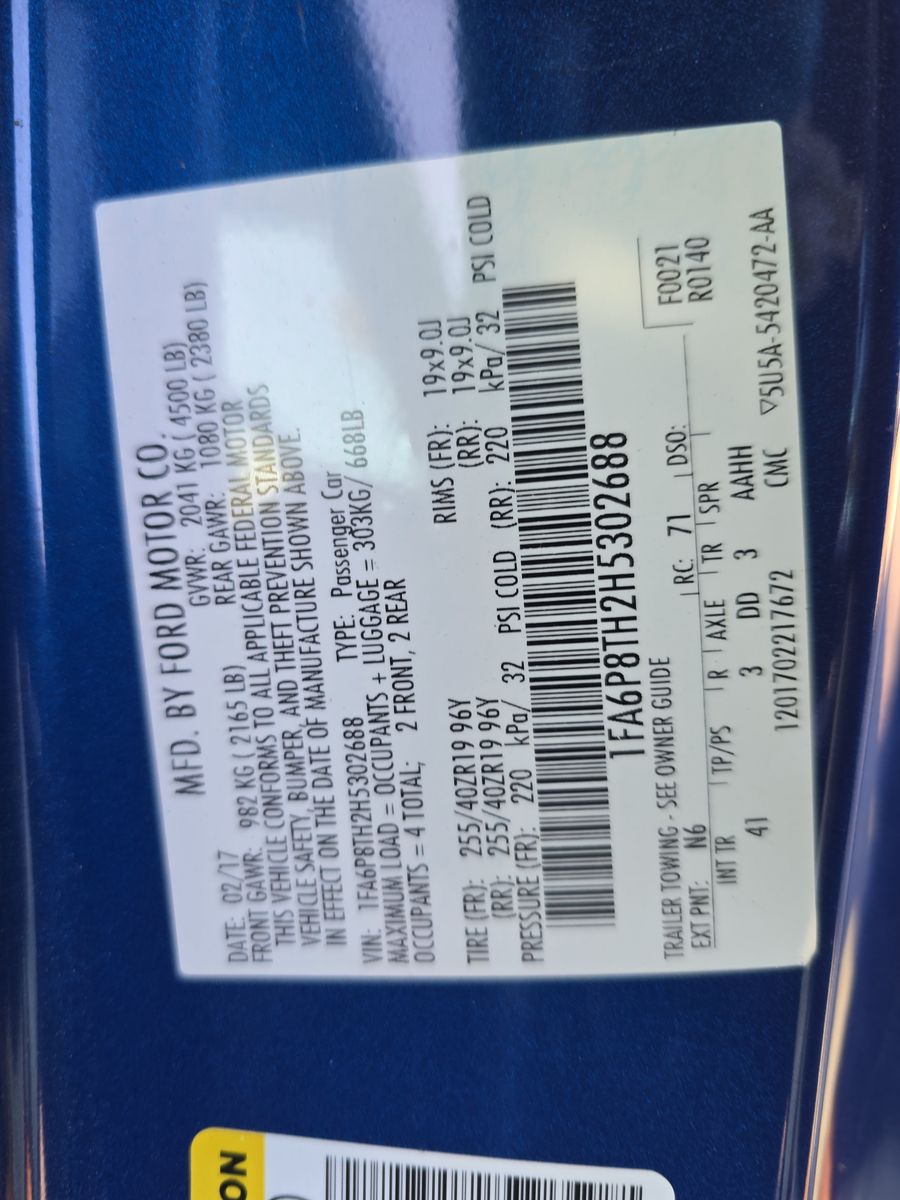 MFD. BY FORD MOTOR CO.
DATE: 02/17 GVWR: 2041 KG ( 4500 LB)
FRONT GAWR: 982 KG ( 2165 LB) REAR GAWR: 1080 KG ( 2380 LB)
THIS VEHICLE CONFORMS TO ALL APPLICABLE FEDERAL MOTOR
VEHICLE SAFETY, BUMPER, AND THEFT PREVENTION STANDARDS
IN EFFECT ON THE DATE OF MANUFACTURE SHOWN ABOVE.
VIN: 1FA6P8TH2H5302688 TYPE: Passenger Car
MAXIMUM LOAD = OCCUPANTS + LUGGAGE = 303KG/ 668LB
OCCUPANTS = 4 TOTAL; 2 FRONT, 2 REAR
TIRE (FR): 255/40ZR19 96Y RIMS (FR): 19x9.0J
(RR): 255/40ZR19 96Y (RR): 19x9.0J
PRESSURE (FR): 220 kPa/ 32 PSI COLD (RR): 220 kPa/ 32 PSI COLD
1FA6P8TH2H5302688
TRAILER TOWING - SEE OWNER GUIDE
EXT PNT: N6 RC: 71 DSO: F0021
R0140
INT TR TP/PS R AXLE TR SPR
41 3 DD 3 AAHH
1201702217672 CMC ▽5U5A-5420472-AA
ON